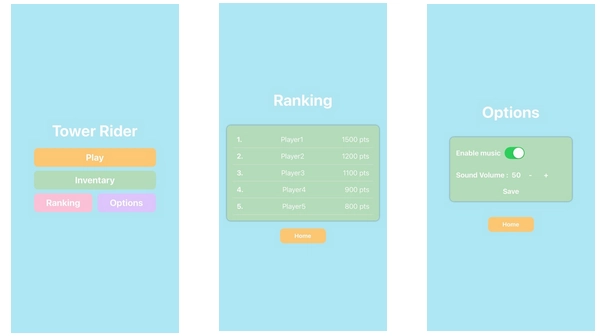 Tower Rider
Play
Inventory
Ranking
Options
Ranking
1. Player1 1500 pts
2. Player2 1200 pts
3. Player3 1100 pts
4. Player4 900 pts
5. Player5 800 pts
Home
Options
Enable music
Sound Volume : 50 - +
Save
Home